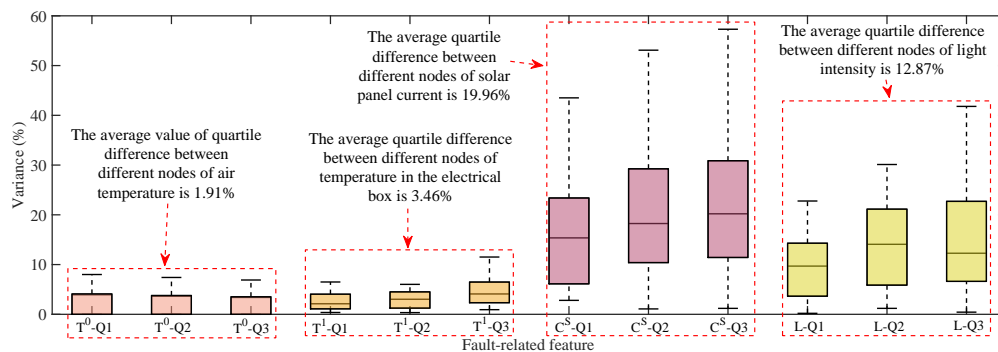 60
50
40
30
20
10
0
Variance (%)
The average value of quartile
difference between
different nodes of air
temperature is 1.91%
The average quartile difference
between different nodes of
temperature in the electrical
box is 3.46%
The average quartile
difference between
different nodes of solar
panel current is 19.96%
The average quartile difference
between different nodes of light
intensity is 12.87%
T⁰-Q1
T⁰-Q2
T⁰-Q3
T¹-Q1
T¹-Q2
T¹-Q3
Cˢ-Q1
Cˢ-Q2
Cˢ-Q3
L-Q1
L-Q2
L-Q3
Fault-related feature